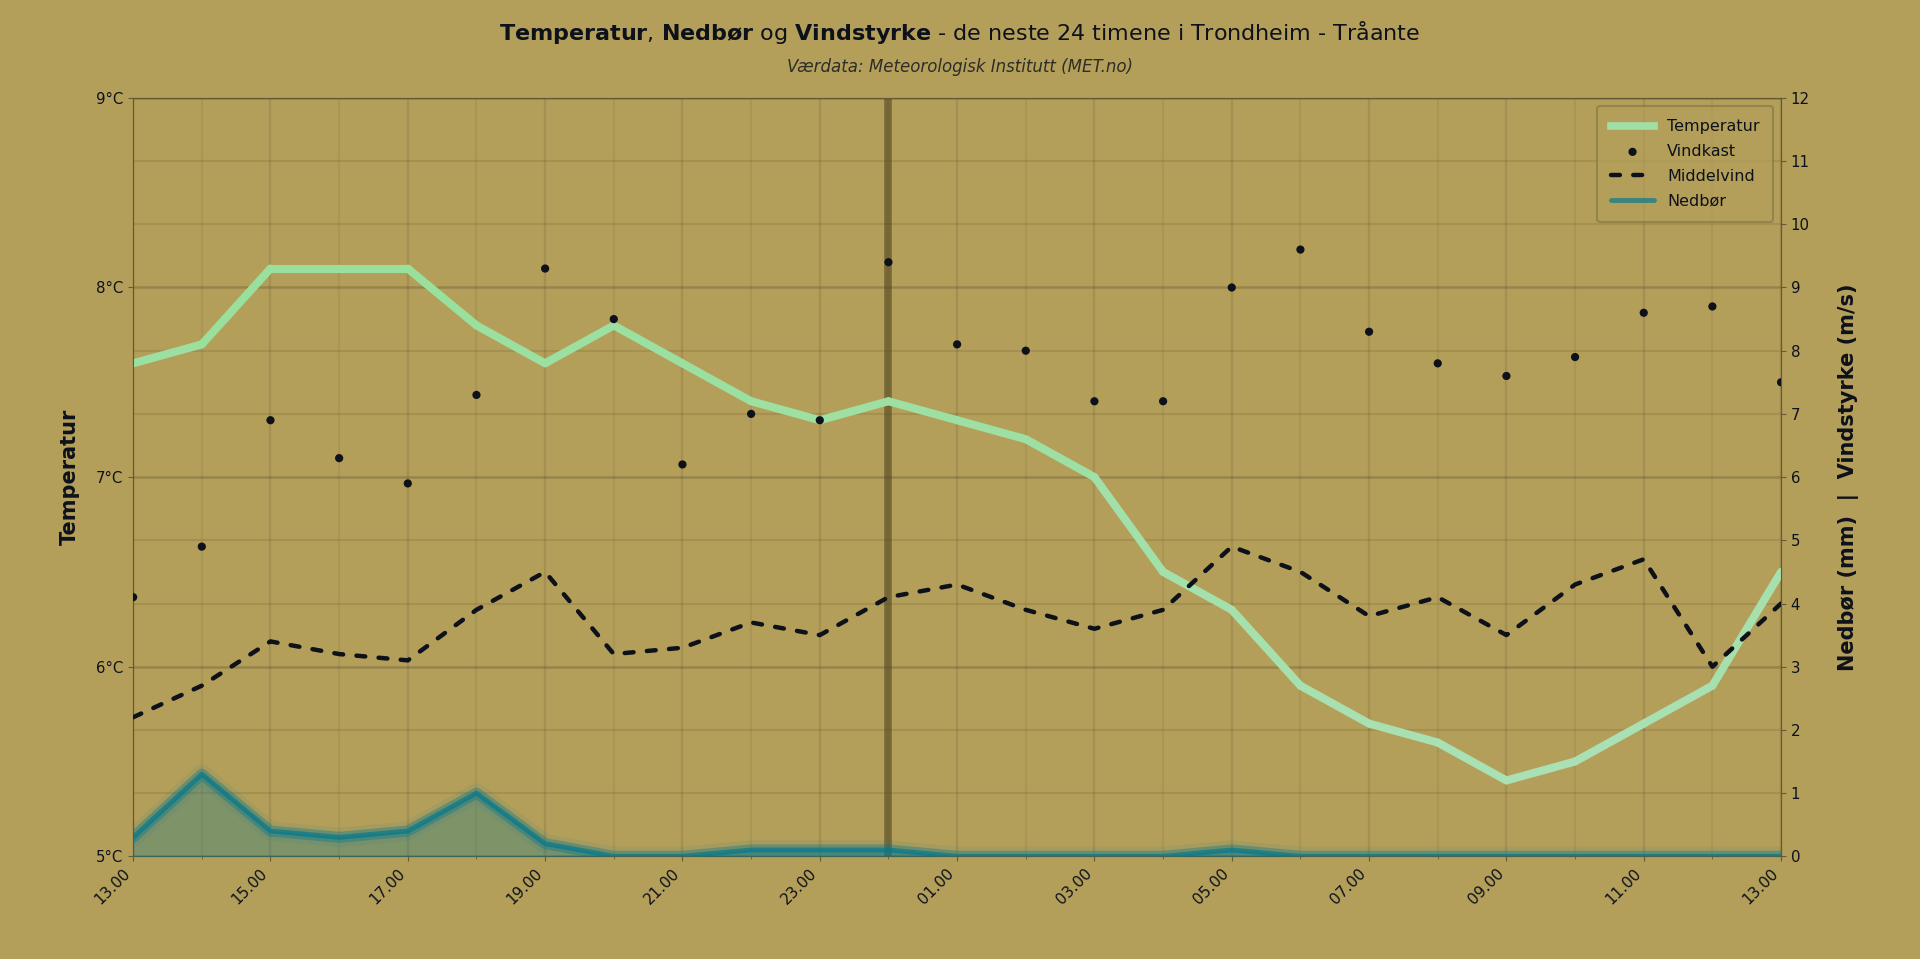 Temperatur, Nedbør og Vindstyrke - de neste 24 timene i Trondheim - Tråante
Værdata: Meteorologisk Institutt (MET.no)
Temperatur
9°C
8°C
7°C
6°C
5°C
Temperatur
Vindkast
Middelvind
Nedbør
12
11
10
9
8
7
6
5
4
3
2
1
0
Nedbør (mm) | Vindstyrke (m/s)
13.00
15.00
17.00
19.00
21.00
23.00
01.00
03.00
05.00
07.00
09.00
11.00
13.00